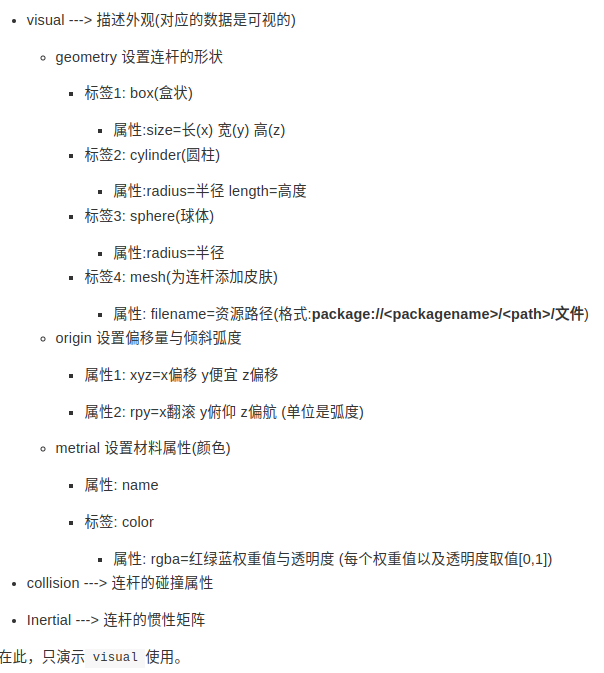 visual ---> 描述外观(对应的数据是可视的)
geometry 设置连杆的形状
标签1: box(盒状)
属性:size=长(x) 宽(y) 高(z)
标签2: cylinder(圆柱)
属性:radius=半径 length=高度
标签3: sphere(球体)
属性:radius=半径
标签4: mesh(为连杆添加皮肤)
属性: filename=资源路径(格式:package://<packagename>/<path>/文件)
origin 设置偏移量与倾斜弧度
属性1: xyz=x偏移 y便宜 z偏移
属性2: rpy=x翻滚 y俯仰 z偏航 (单位是弧度)
metrial 设置材料属性(颜色)
属性: name
标签: color
属性: rgba=红绿蓝权重值与透明度 (每个权重值以及透明度取值[0,1])
collision ---> 连杆的碰撞属性
Inertial ---> 连杆的惯性矩阵
在此，只演示 visual 使用。